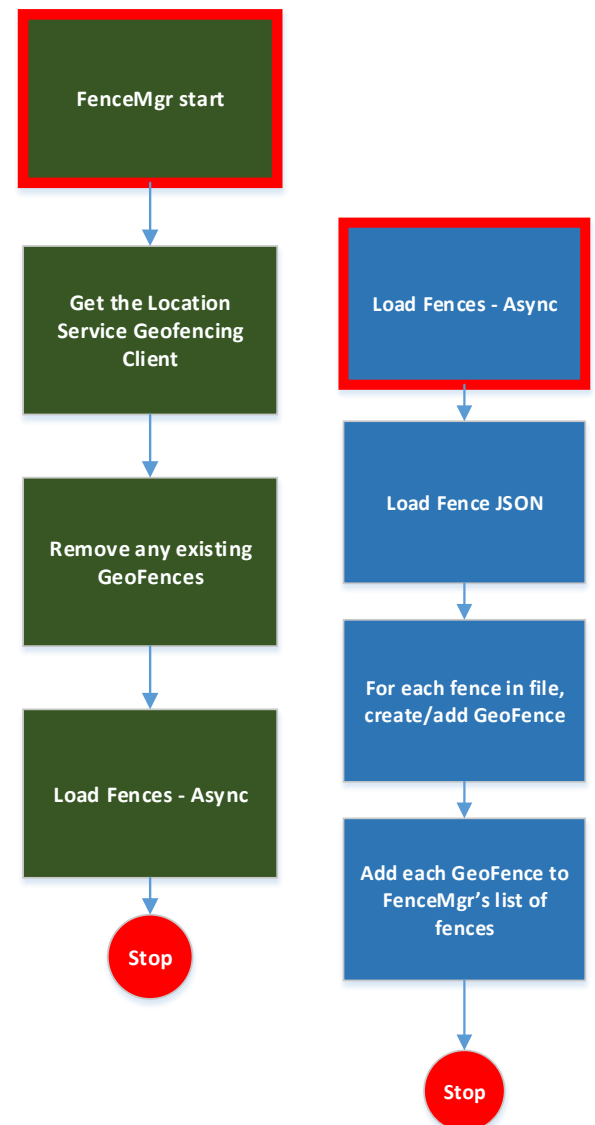 FenceMgr start
Get the Location
Service Geofencing
Client
Remove any existing
GeoFences
Load Fences - Async
Stop
Load Fences - Async
Load Fence JSON
For each fence in file,
create/add GeoFence
Add each GeoFence to
FenceMgr's list of
fences
Stop